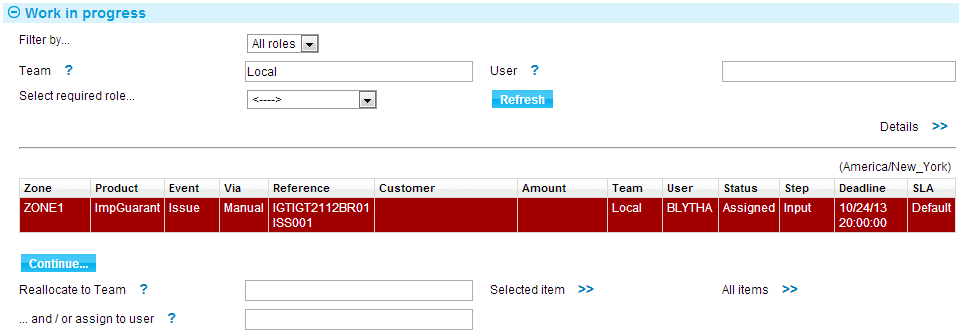 Work in progress
Filter by... All roles
Team ? Local User ?
Select required role... <----> Refresh
Details >>
(America/New_York)
Zone Product Event Via Reference Customer Amount Team User Status Step Deadline SLA
ZONE1 ImpGuarant Issue Manual IGTIGT2112BR01 Local BLYTHA Assigned Input 10/24/13 Default
ISS001 20:00:00
Continue...
Reallocate to Team ? Selected item >> All items >>
... and / or assign to user ?